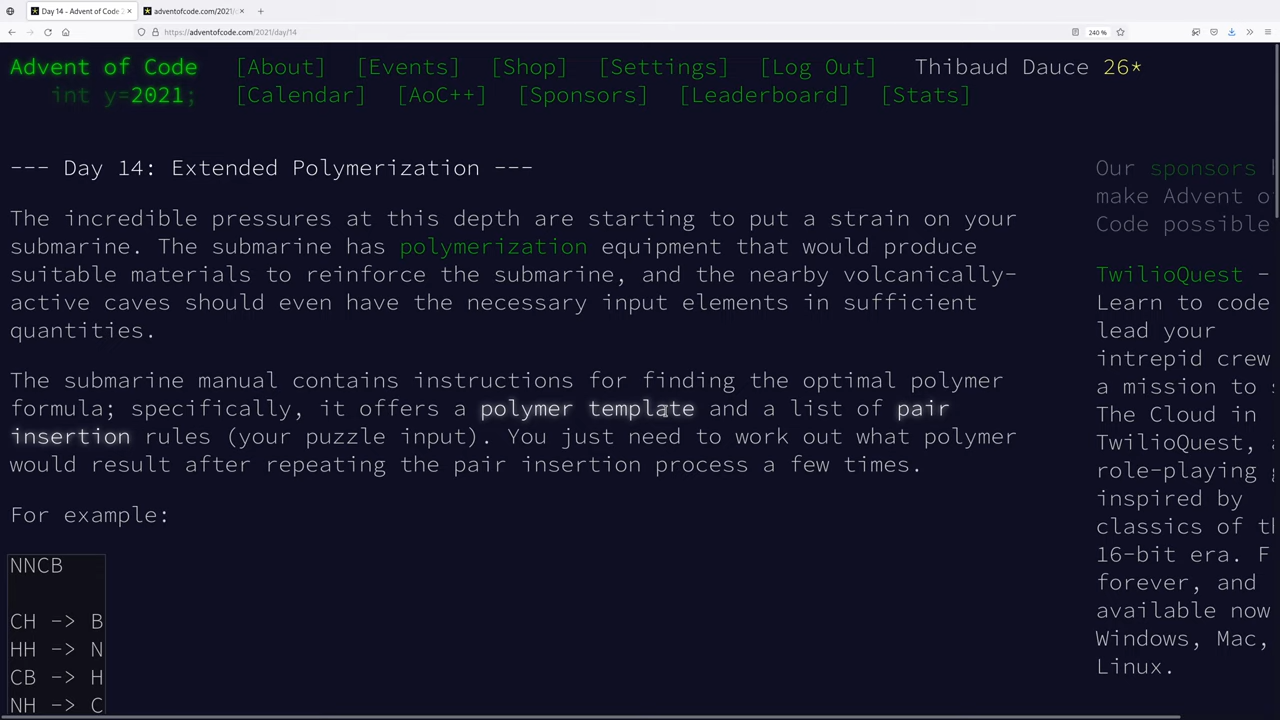 Day 14 - Advent of Code 2
adventofcode.com/2021/
https://adventofcode.com/2021/day/14
240 %
Advent of Code [About] [Events] [Shop] [Settings] [Log Out] Thibaud Dauce 26*
int y=2021; [Calendar] [AoC++] [Sponsors] [Leaderboard] [Stats]
--- Day 14: Extended Polymerization ---
The incredible pressures at this depth are starting to put a strain on your
submarine. The submarine has polymerization equipment that would produce
suitable materials to reinforce the submarine, and the nearby volcanically-
active caves should even have the necessary input elements in sufficient
quantities.
The submarine manual contains instructions for finding the optimal polymer
formula; specifically, it offers a polymer template and a list of pair
insertion rules (your puzzle input). You just need to work out what polymer
would result after repeating the pair insertion process a few times.
For example:
NNCB
CH -> B
HH -> N
CB -> H
NH -> C
Our sponsors
make Advent o
Code possible
TwilioQuest -
Learn to code
lead your
intrepid crew
a mission to
The Cloud in
TwilioQuest,
role-playing
inspired by
classics of t
16-bit era. F
forever, and
available now
Windows, Mac,
Linux.